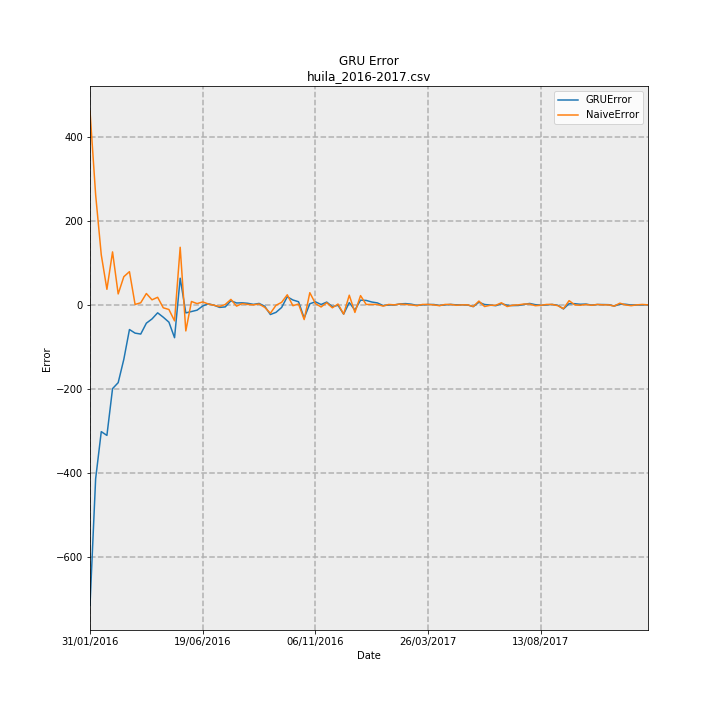 GRU Error
huila_2016-2017.csv
GRUError
NaiveError
400
200
0
−200
−400
−600
Error
31/01/2016
19/06/2016
06/11/2016
26/03/2017
13/08/2017
Date